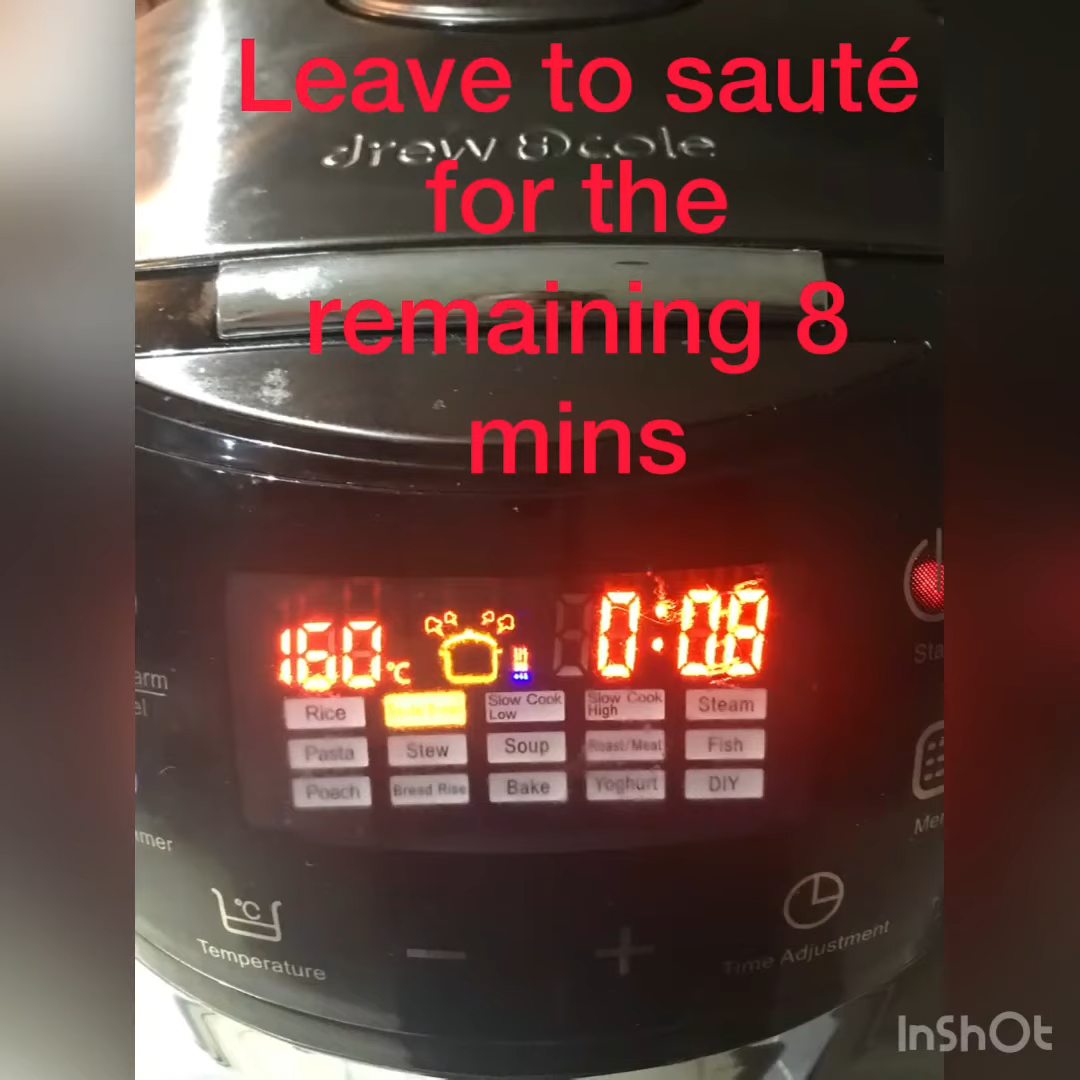 Leave to sauté
drew & cole
for the
remaining 8
mins
160 °C
0:08
Rice
Slow Cook Low
Slow Cook High
Steam
Pasta
Stew
Soup
Roast/Meat
Fish
Poach
Bread Rise
Bake
Yoghurt
DIY
Temperature
−
+
Time Adjustment
InShOt